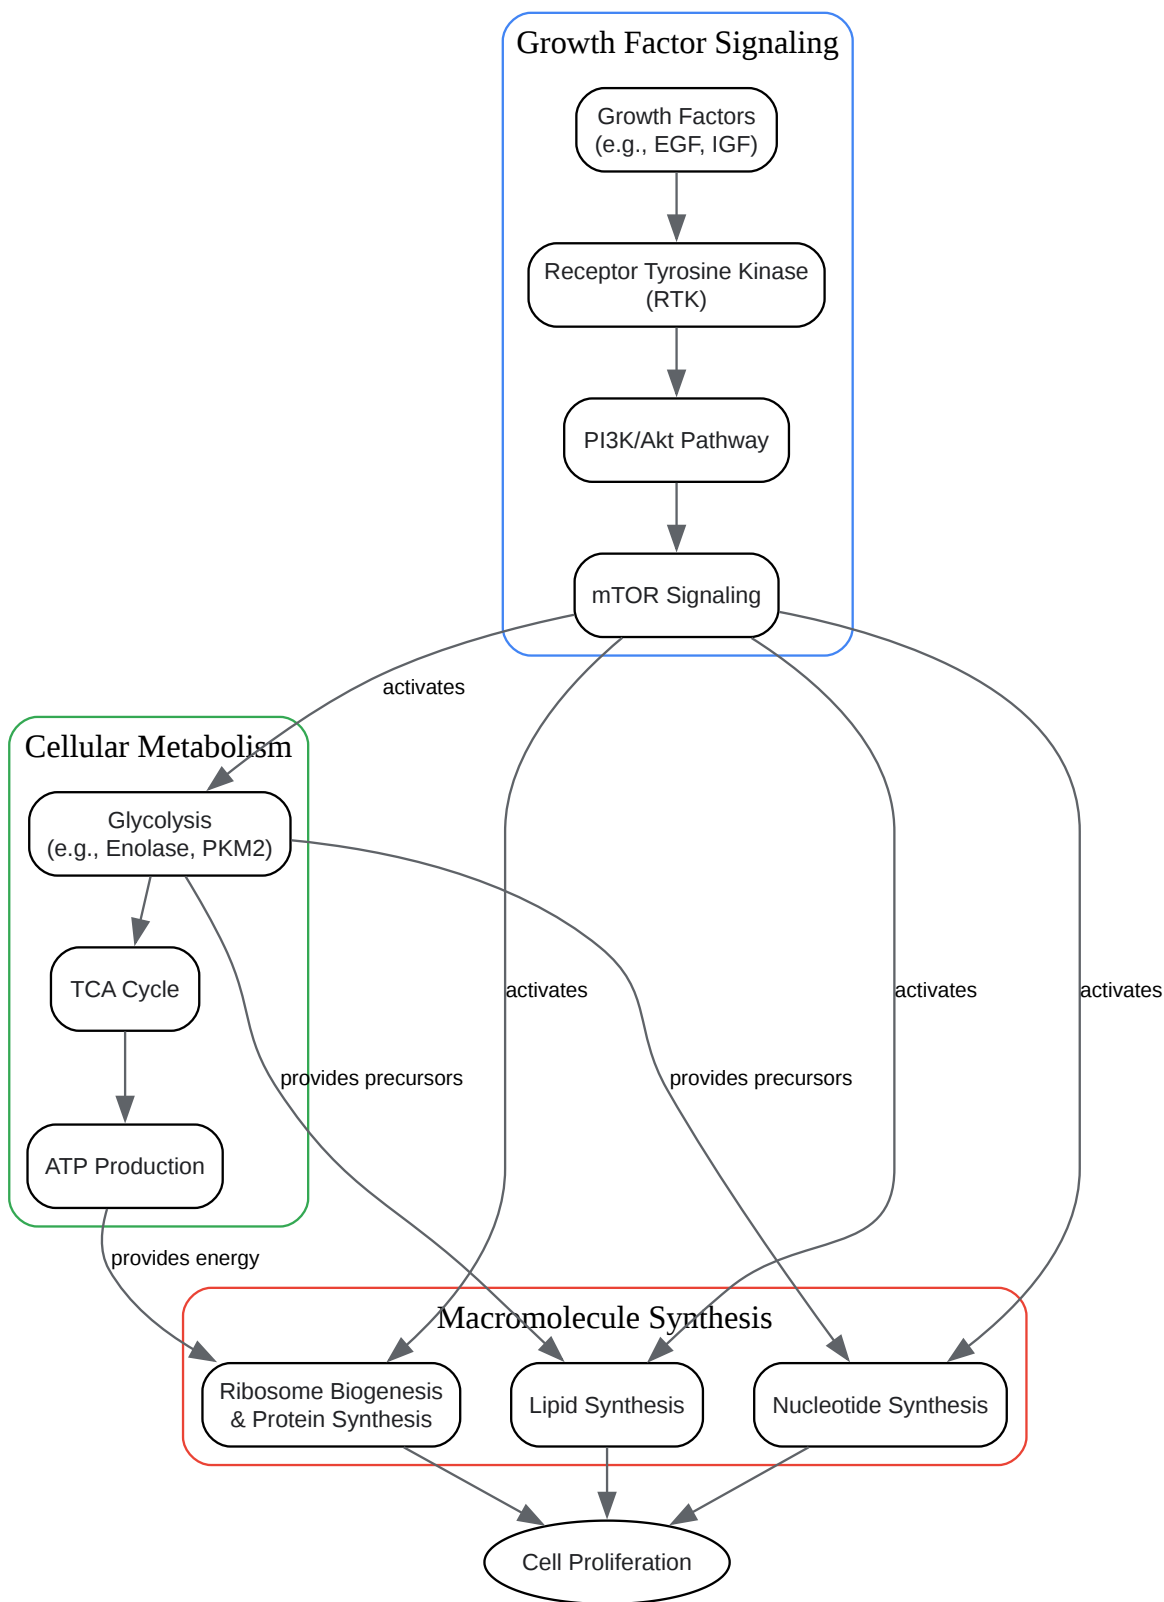 Growth Factor Signaling
Growth Factors
(e.g., EGF, IGF)
Receptor Tyrosine Kinase
(RTK)
PI3K/Akt Pathway
mTOR Signaling
activates
Cellular Metabolism
Glycolysis
(e.g., Enolase, PKM2)
TCA Cycle
activates
activates
activates
provides precursors
provides precursors
ATP Production
provides energy
Macromolecule Synthesis
Ribosome Biogenesis
& Protein Synthesis
Lipid Synthesis
Nucleotide Synthesis
Cell Proliferation